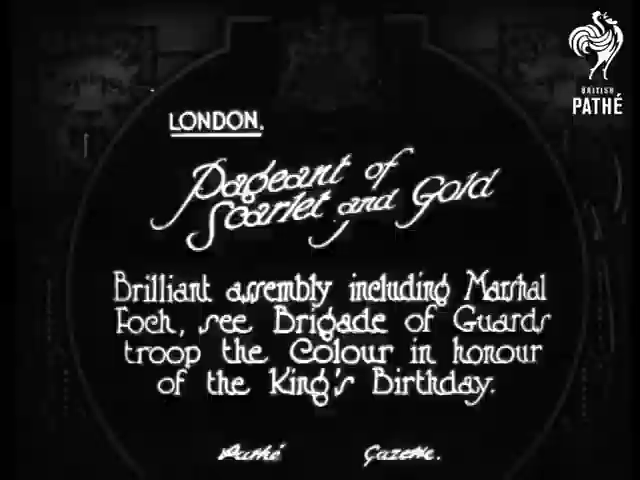 BRITISH
PATHÉ
LONDON.
Pageant of
Scarlet and Gold
Brilliant assembly including Marshal
Foch, see Brigade of Guards
troop the Colour in honour
of the King's Birthday.
Pathé Gazette.